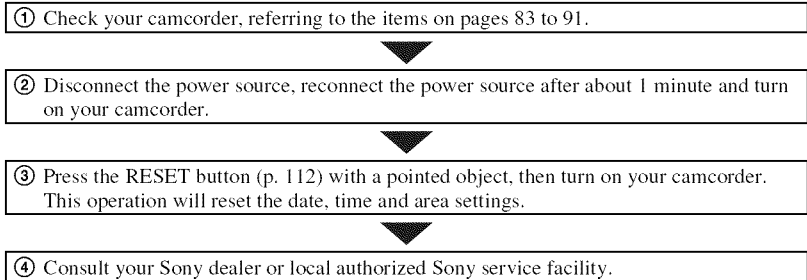 ① Check your camcorder, referring to the items on pages 83 to 91.
② Disconnect the power source, reconnect the power source after about 1 minute and turn
on your camcorder.
③ Press the RESET button (p. 112) with a pointed object, then turn on your camcorder.
This operation will reset the date, time and area settings.
④ Consult your Sony dealer or local authorized Sony service facility.